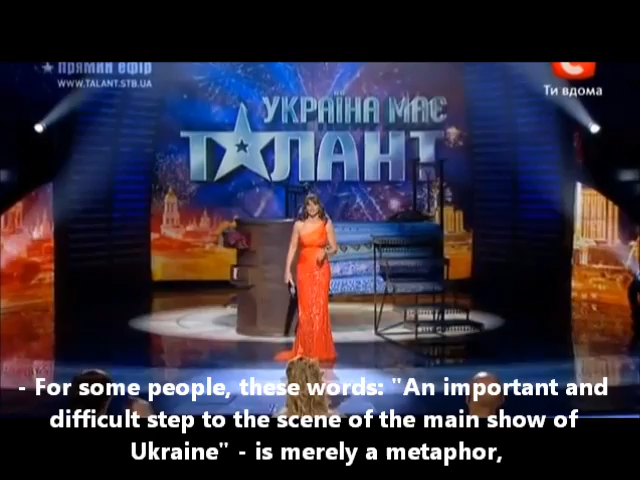 прямий ефір
WWW.TALANT.STB.UA
Ти вдома
УКРАЇНА МАЄ
ТАЛАНТ
- For some people, these words: "An important and
difficult step to the scene of the main show of
Ukraine" - is merely a metaphor,